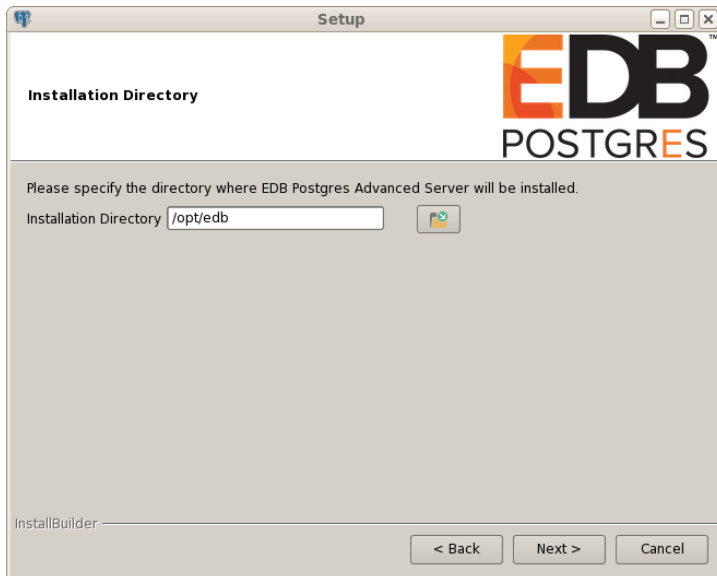 Setup
Installation Directory
EDB™
POSTGRES
Please specify the directory where EDB Postgres Advanced Server will be installed.
Installation Directory /opt/edb
InstallBuilder
< Back Next > Cancel